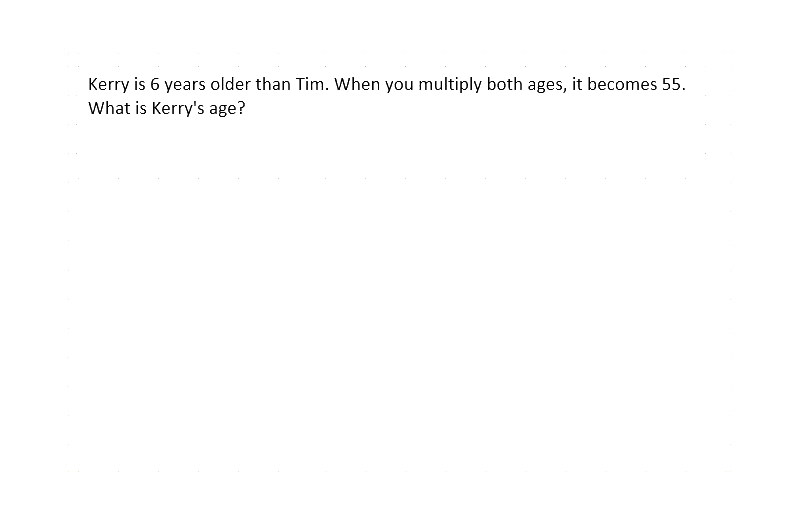 Kerry is 6 years older than Tim. When you multiply both ages, it becomes 55.
What is Kerry's age?